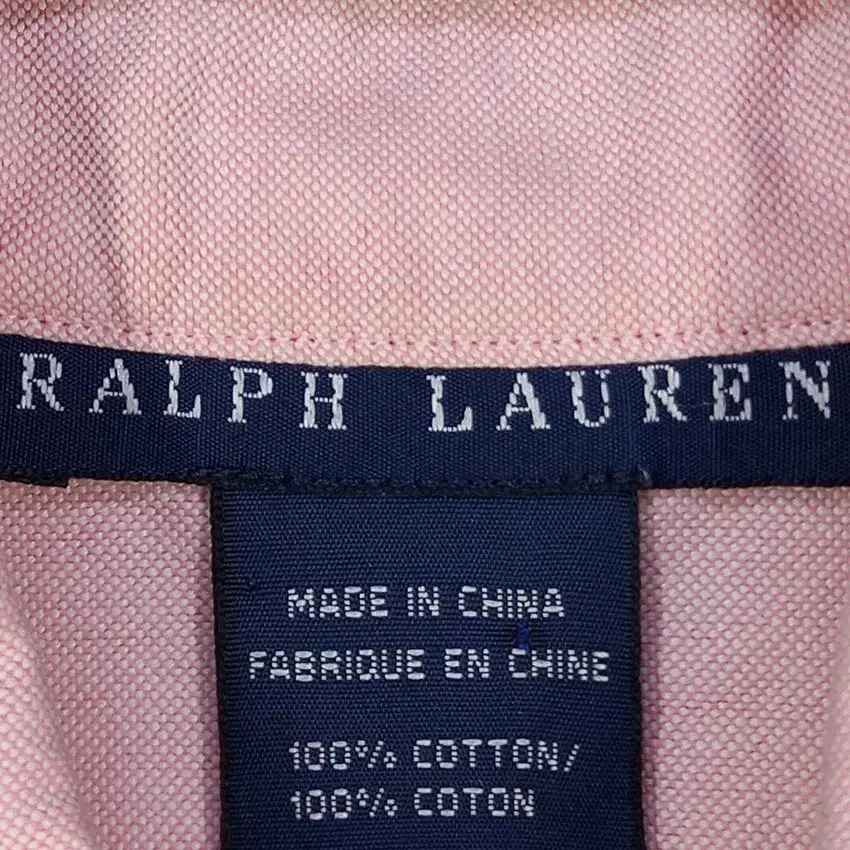 RALPH LAUREN
MADE IN CHINA
FABRIQUE EN CHINE
100% COTTON/
100% COTON